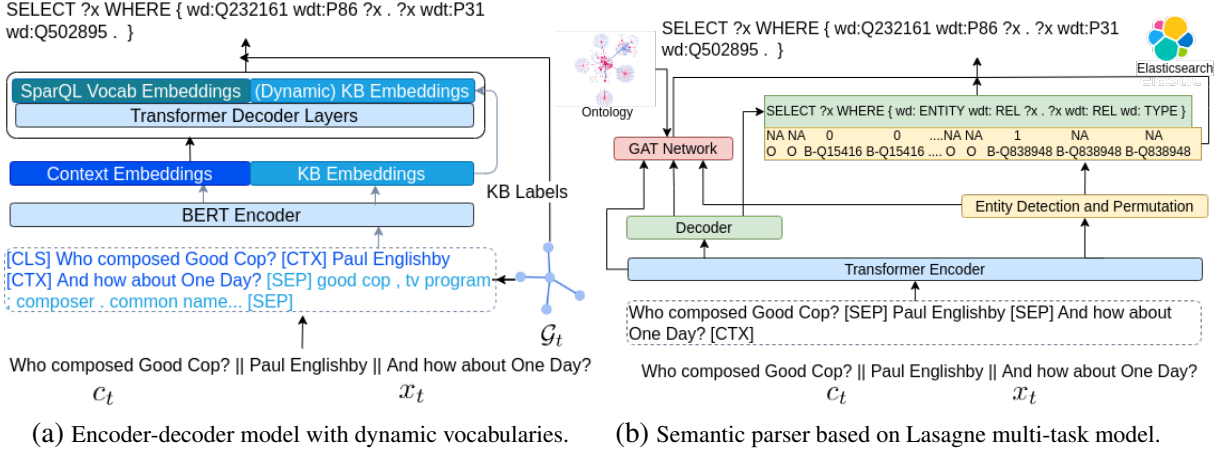 SELECT ?x WHERE { wd:Q232161 wdt:P86 ?x . ?x wdt:P31
wd:Q502895 . }
SparQL Vocab Embeddings
(Dynamic) KB Embeddings
Transformer Decoder Layers
Context Embeddings
KB Embeddings
KB Labels
BERT Encoder
[CLS] Who composed Good Cop? [CTX] Paul Englishby
[CTX] And how about One Day? [SEP] good cop , tv program
; composer . common name... [SEP]
𝒢t
Who composed Good Cop? || Paul Englishby || And how about One Day?
ct
xt
(a) Encoder-decoder model with dynamic vocabularies.
SELECT ?x WHERE { wd:Q232161 wdt:P86 ?x . ?x wdt:P31
wd:Q502895 . }
Elasticsearch
Ontology
SELECT ?x WHERE { wd: ENTITY wdt: REL ?x . ?x wdt: REL wd: TYPE }
NA NA 0 0 ....NA NA 1 NA NA
O O B-Q15416 B-Q15416 .... O O B-Q838948 B-Q838948 B-Q838948
GAT Network
Entity Detection and Permutation
Decoder
Transformer Encoder
Who composed Good Cop? [SEP] Paul Englishby [SEP] And how about
One Day? [CTX]
Who composed Good Cop? || Paul Englishby || And how about One Day?
ct
xt
(b) Semantic parser based on Lasagne multi-task model.